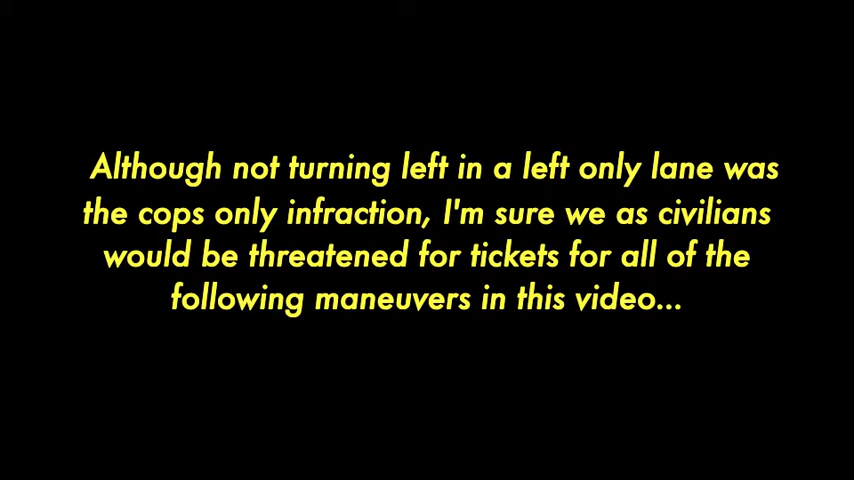 Although not turning left in a left only lane was
the cops only infraction, I'm sure we as civilians
would be threatened for tickets for all of the
following maneuvers in this video...